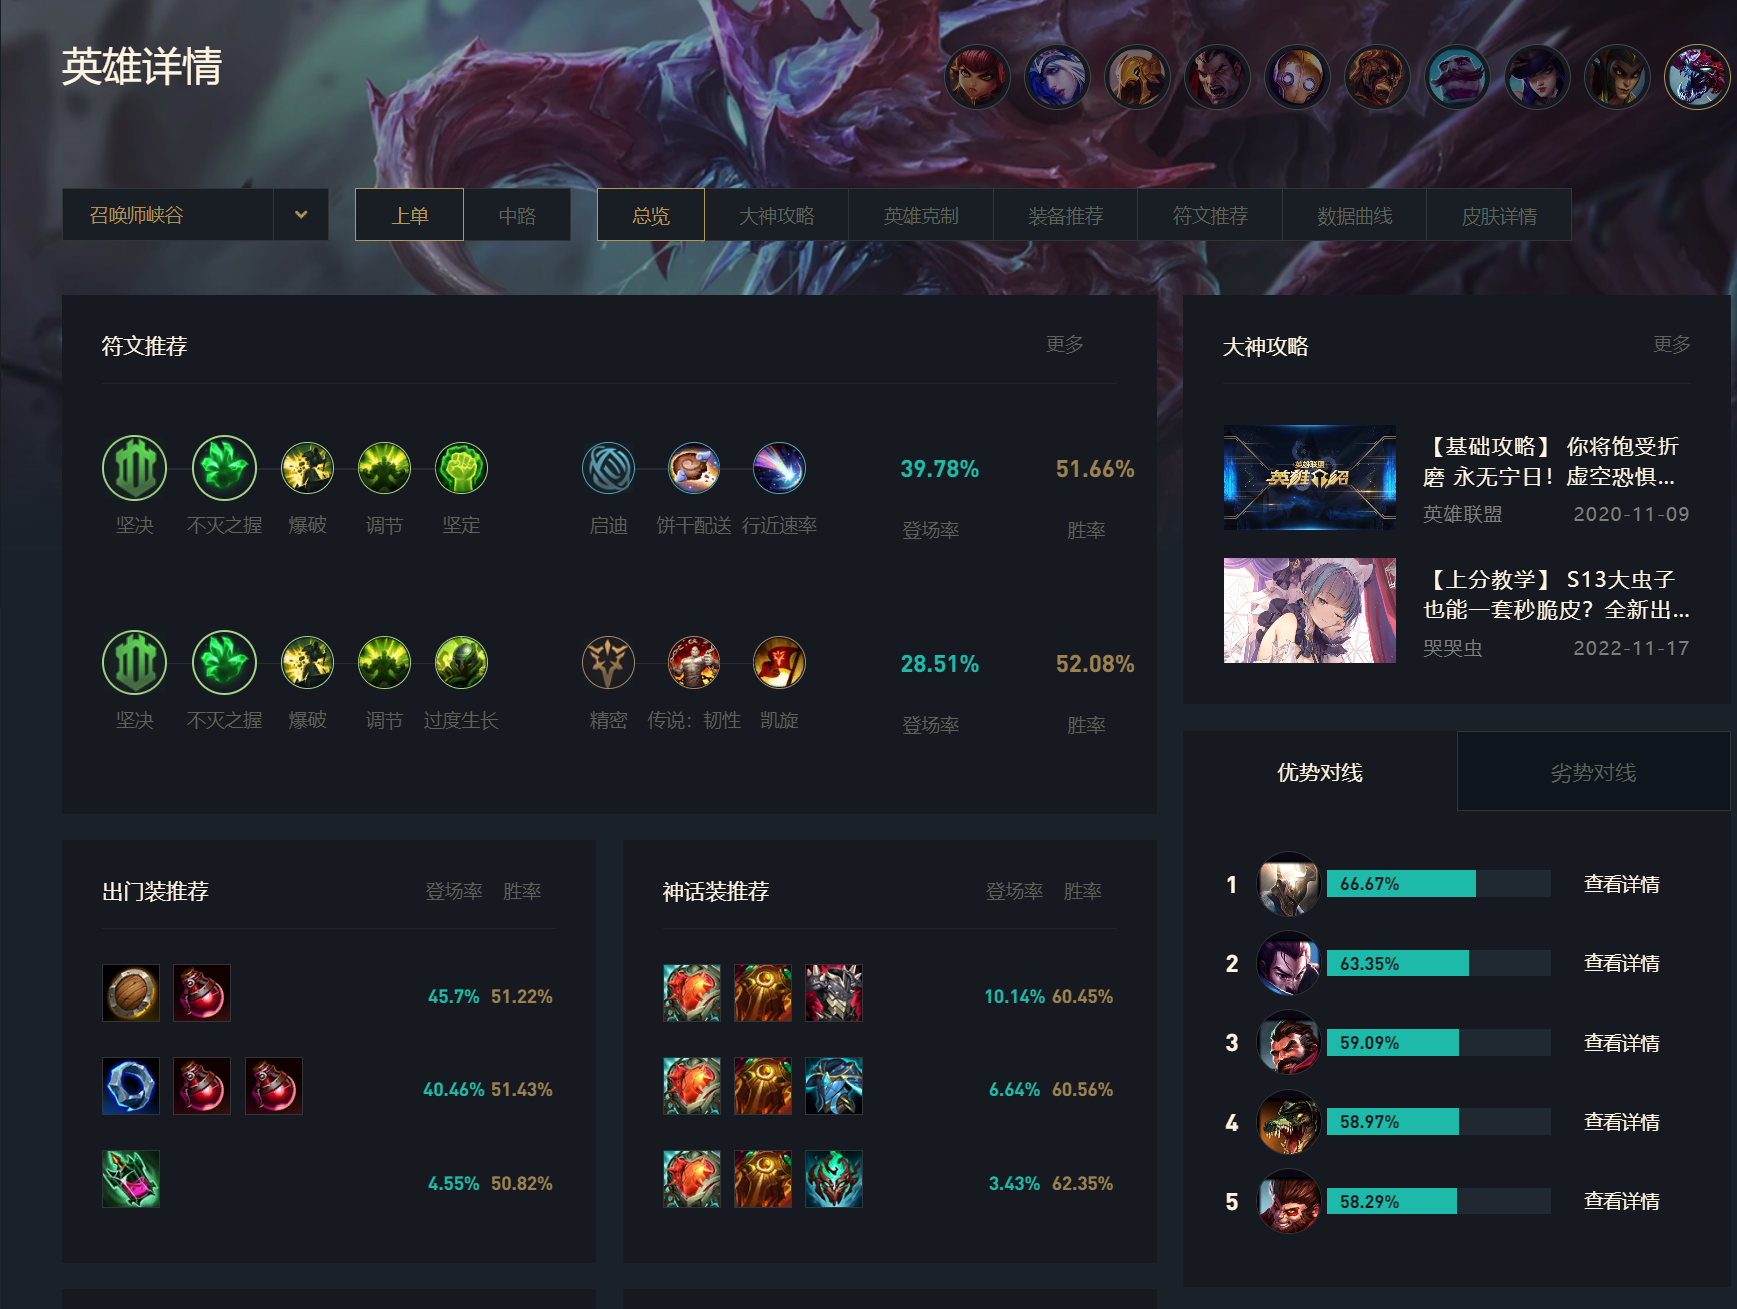 英雄详情
召唤师峡谷
上单
中路
总览
大神攻略
英雄克制
装备推荐
符文推荐
数据曲线
皮肤详情
符文推荐
更多
坚决
不灭之握
爆破
调节
坚定
启迪
饼干配送
行近速率
39.78%
登场率
51.66%
胜率
坚决
不灭之握
爆破
调节
过度生长
精密
传说：韧性
凯旋
28.51%
登场率
52.08%
胜率
大神攻略
更多
英雄联盟
英雄介绍
【基础攻略】 你将饱受折
磨 永无宁日！虚空恐惧...
英雄联盟
2020-11-09
【上分教学】 S13大虫子
也能一套秒脆皮？全新出...
哭哭虫
2022-11-17
优势对线
劣势对线
1
66.67%
查看详情
2
63.35%
查看详情
3
59.09%
查看详情
4
58.97%
查看详情
5
58.29%
查看详情
出门装推荐
登场率
胜率
45.7%
51.22%
40.46%
51.43%
4.55%
50.82%
神话装推荐
登场率
胜率
10.14%
60.45%
6.64%
60.56%
3.43%
62.35%